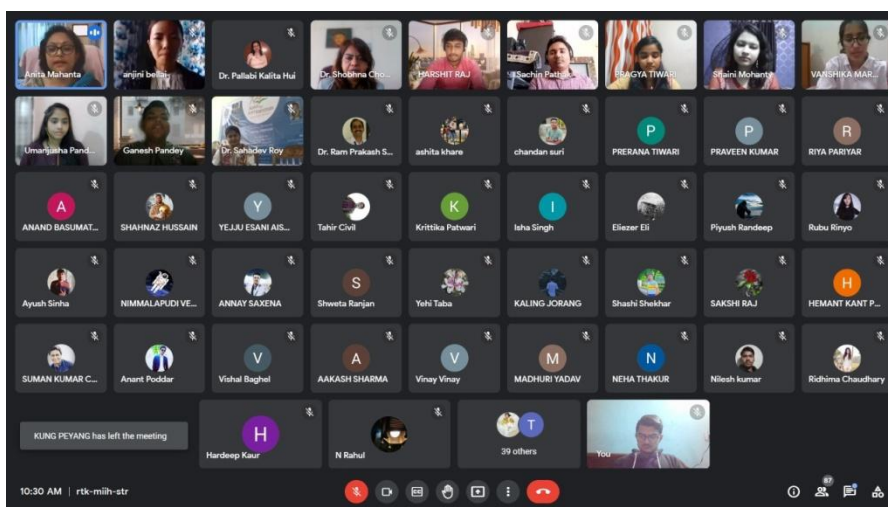 Anita Mahanta
anjini bellai
Dr. Pallabi Kalita Hui
Dr. Shobhna Cho...
HARSHIT RAJ
Sachin Pathak
PRAGYA TIWARI
Shaini Mohanty
VANSHIKA MAR...
Umanjusha Pand...
Ganesh Pandey
Dr. Sahadev Roy
Dr. Ram Prakash S...
ashita khare
chandan suri
P
PRERANA TIWARI
P
PRAVEEN KUMAR
R
RIYA PARIYAR
A
ANAND BASUMAT...
SHAHNAZ HUSSAIN
Y
YEJJU ESANI AIS...
Tahir Civil
K
Krittika Patwari
I
Isha Singh
Eliezer Eli
Piyush Randeep
Rubu Rinyo
Ayush Sinha
NIMMALAPUDI VE...
ANNAY SAXENA
S
Shweta Ranjan
Yehi Taba
KALING JORANG
Shashi Shekhar
SAKSHI RAJ
H
HEMANT KANT P...
SUMAN KUMAR C...
Anant Poddar
V
Vishal Baghel
A
AAKASH SHARMA
V
Vinay Vinay
M
MADHURI YADAV
N
NEHA THAKUR
Nilesh kumar
Ridhima Chaudhary
KUNG PEYANG has left the meeting
H
Hardeep Kaur
N Rahul
T
39 others
You
10:30 AM | rtk-miih-str
CC
87